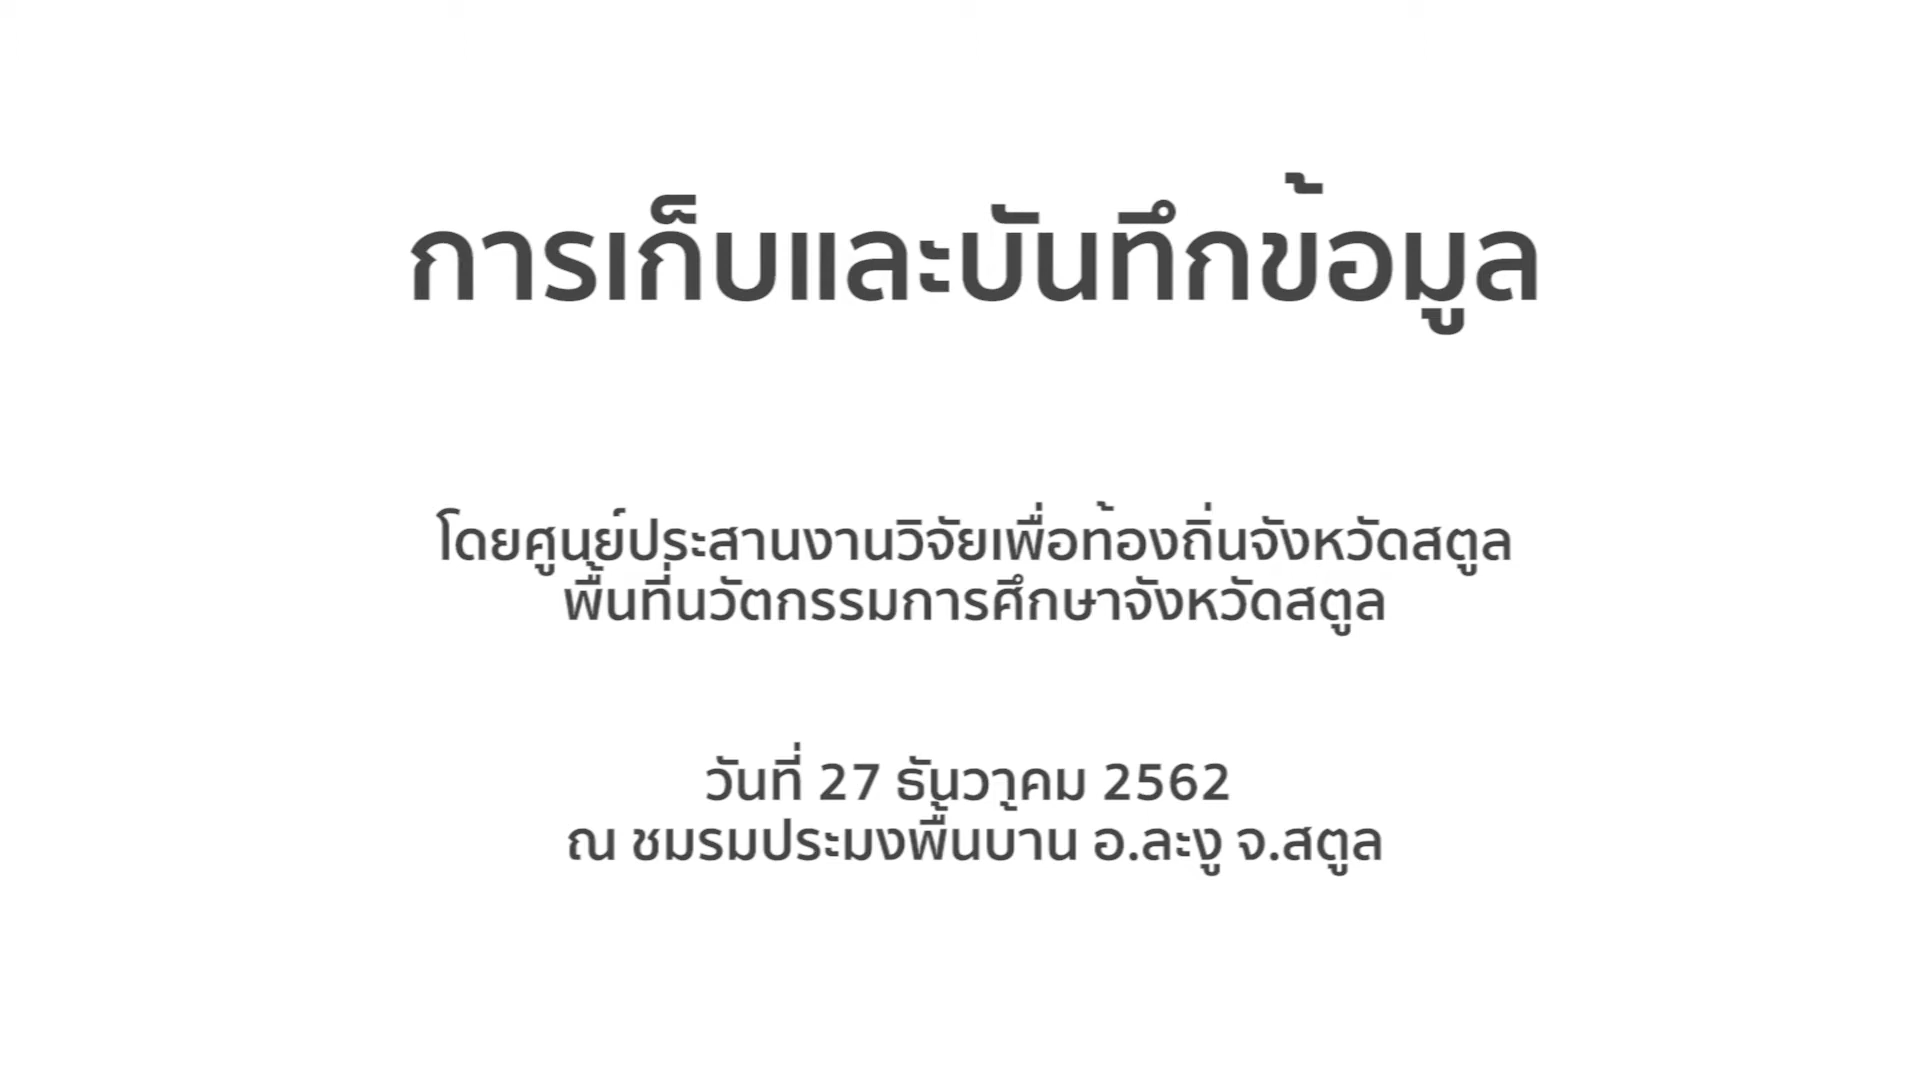 การเก็บและบันทึกข้อมูล
โดยศูนย์ประสานงานวิจัยเพื่อท้องถิ่นจังหวัดสตูล
พื้นที่นวัตกรรมการศึกษาจังหวัดสตูล
วันที่ 27 ธันวาคม 2562
ณ ชมรมประมงพื้นบ้าน อ.ละงู จ.สตูล